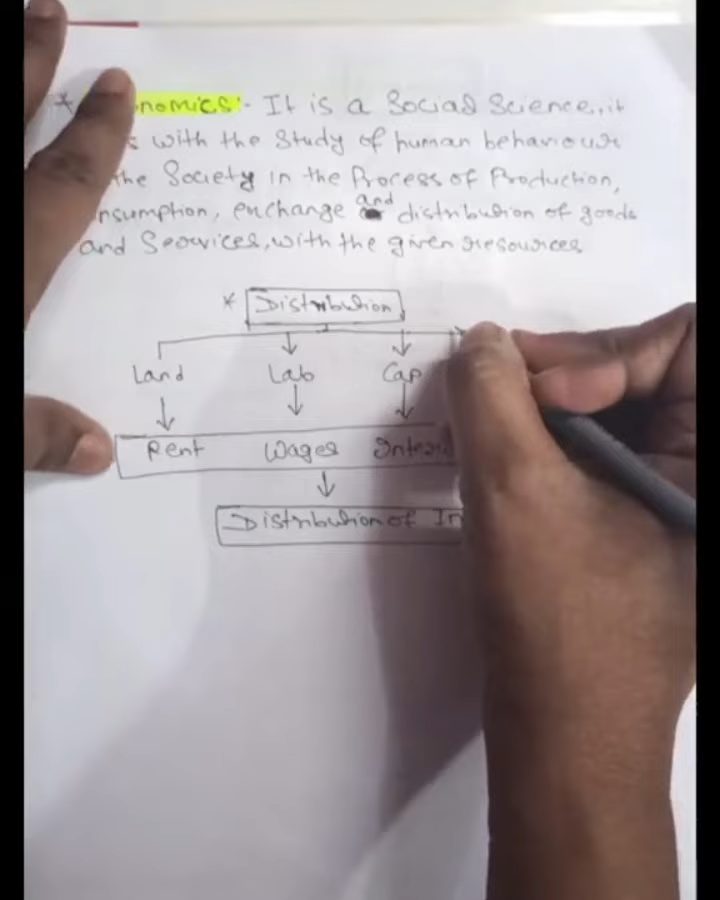 * nomics:- It is a Social Science, it
with the Study of human behaviour
the Society in the Process of Production,
nsumption, exchange and distribution of goods
and Services, with the given resources
* Distribution
Land Lab Cap
Rent Wages
Distribution of In